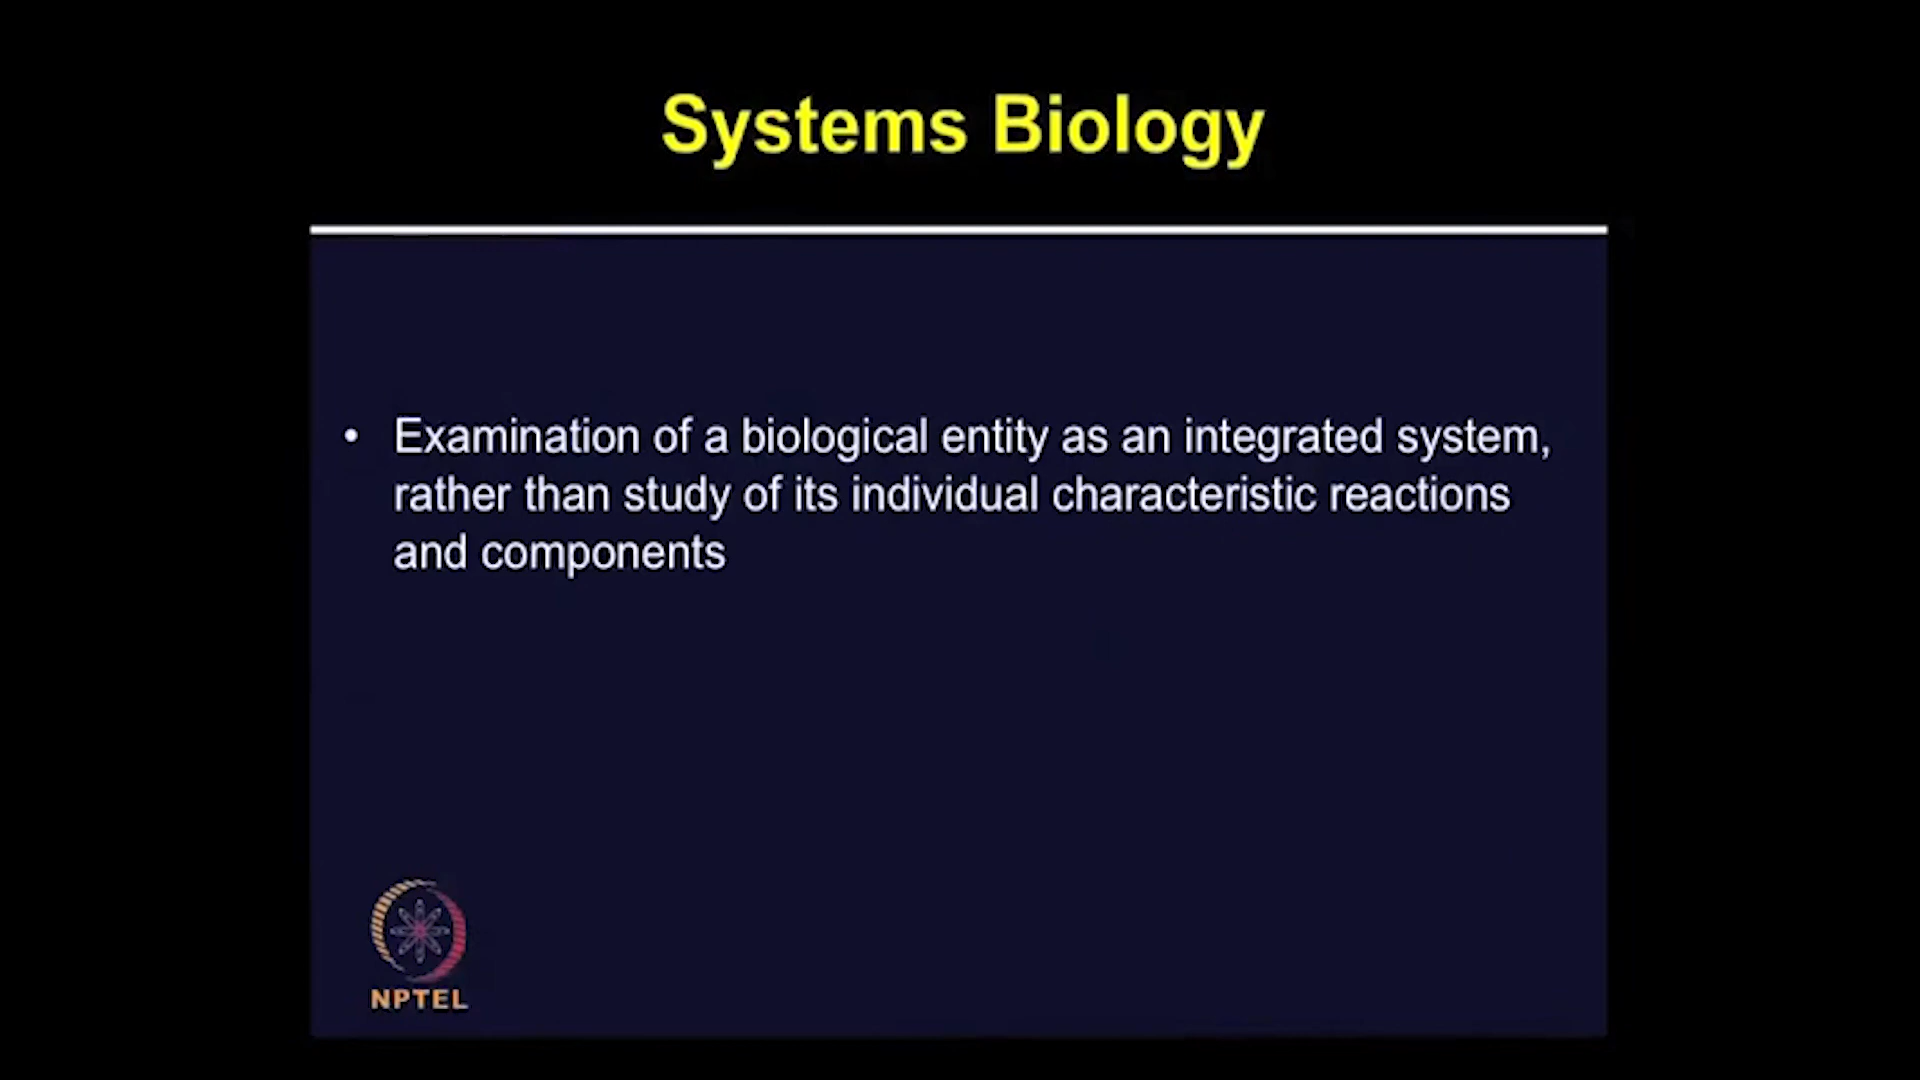 Systems Biology
• Examination of a biological entity as an integrated system,
rather than study of its individual characteristic reactions
and components
NPTEL